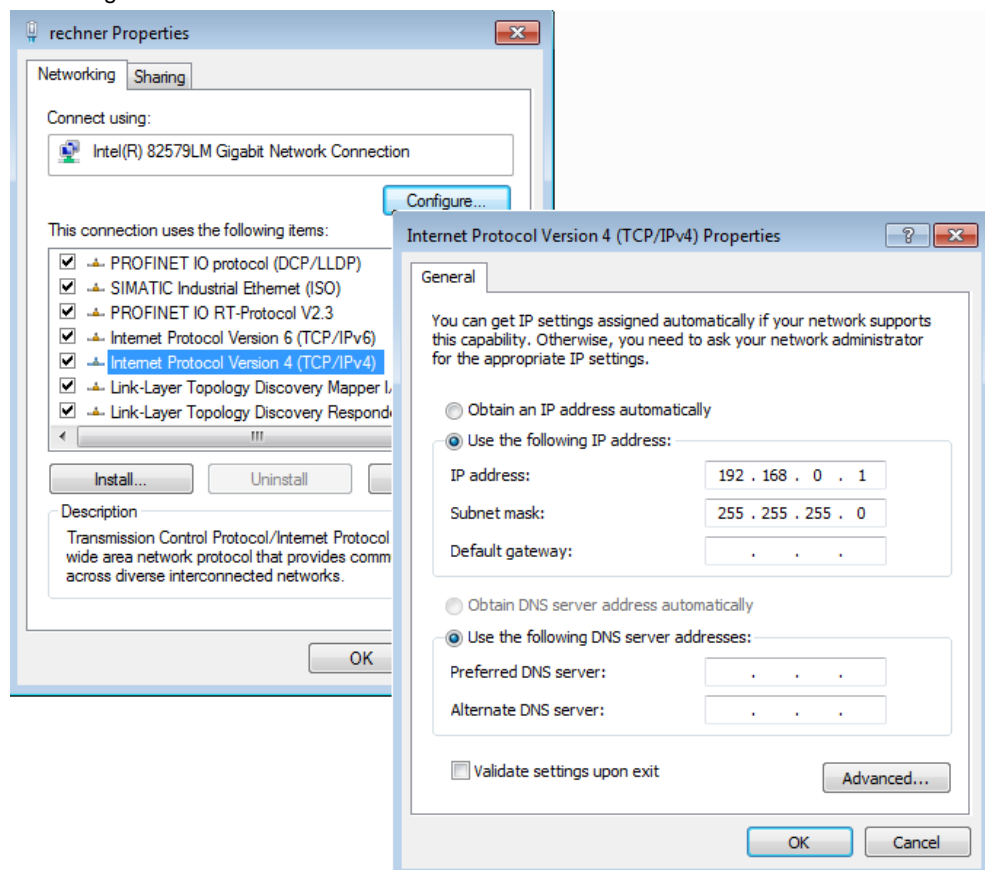 rechner Properties
Networking
Sharing
Connect using:
Intel(R) 82579LM Gigabit Network Connection
Configure...
This connection uses the following items:
PROFINET IO protocol (DCP/LLDP)
SIMATIC Industrial Ethernet (ISO)
PROFINET IO RT-Protocol V2.3
Internet Protocol Version 6 (TCP/IPv6)
Internet Protocol Version 4 (TCP/IPv4)
Link-Layer Topology Discovery Mapper I/
Link-Layer Topology Discovery Responde
Install...
Uninstall
Description
Transmission Control Protocol/Internet Protocol
wide area network protocol that provides comm
across diverse interconnected networks.
OK
Internet Protocol Version 4 (TCP/IPv4) Properties
General
You can get IP settings assigned automatically if your network supports
this capability. Otherwise, you need to ask your network administrator
for the appropriate IP settings.
Obtain an IP address automatically
Use the following IP address:
IP address:
192 . 168 . 0 . 1
Subnet mask:
255 . 255 . 255 . 0
Default gateway:
. . .
Obtain DNS server address automatically
Use the following DNS server addresses:
Preferred DNS server:
. . .
Alternate DNS server:
. . .
Validate settings upon exit
Advanced...
OK
Cancel